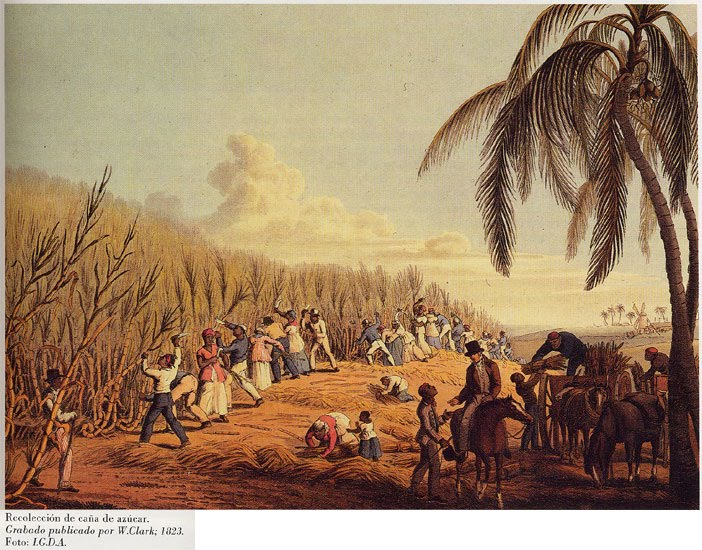 Recolección de caña de azúcar.
Grabado publicado por W.Clark; 1823.
Foto: I.G.D.A.